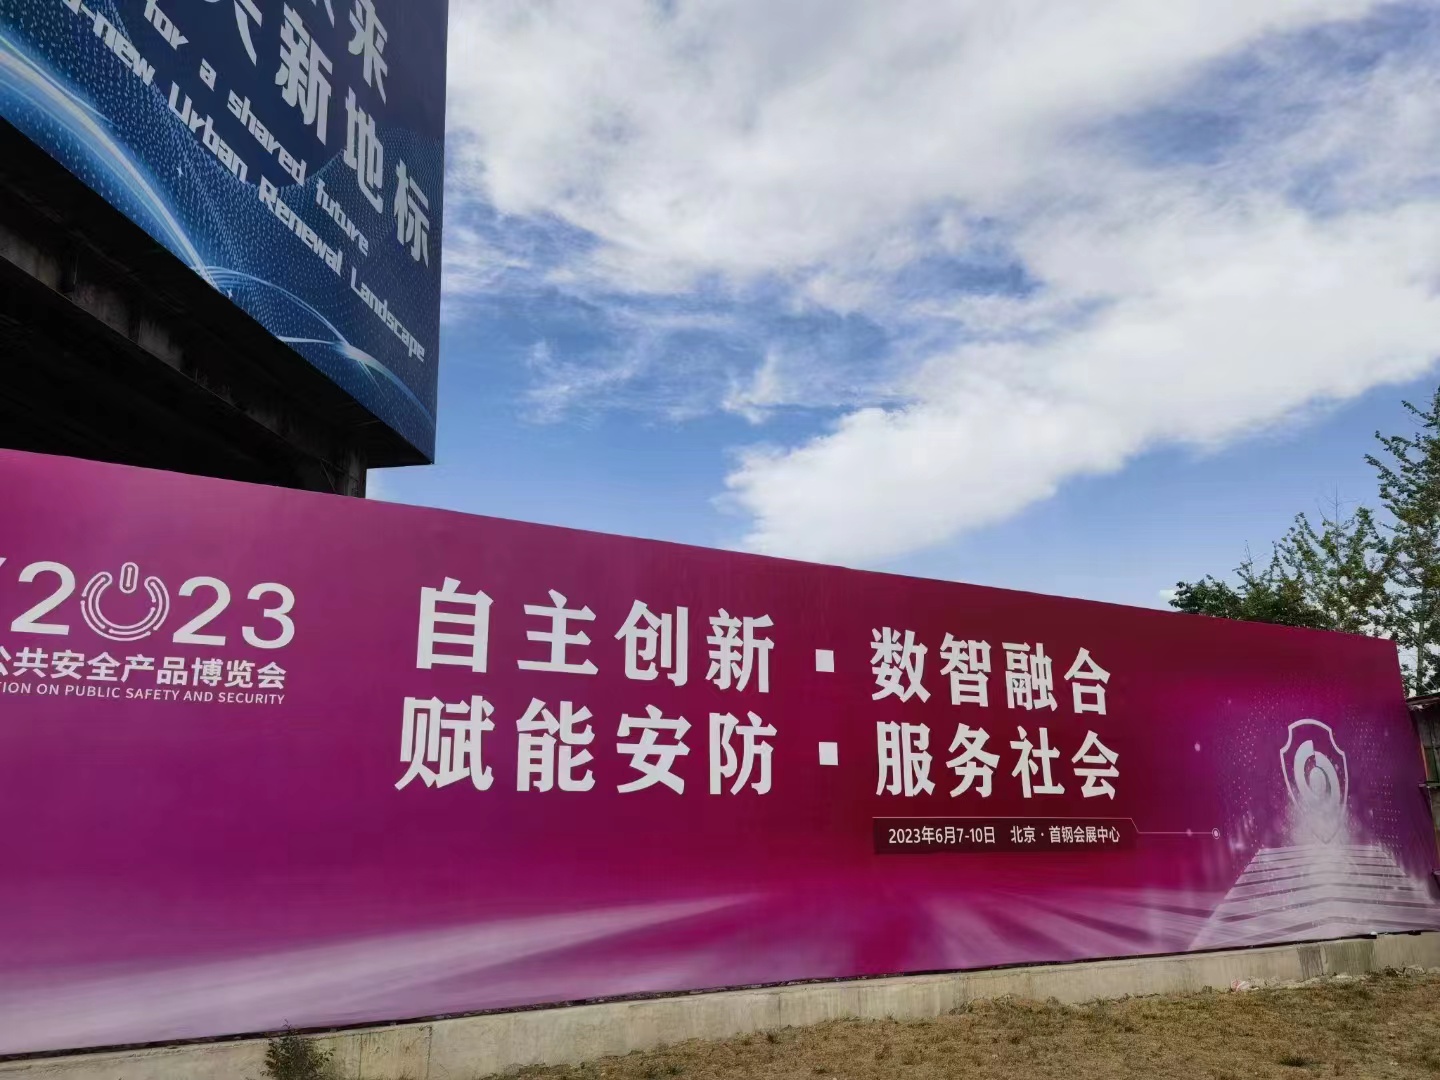 来
新地标
for a shared future
-new Urban Renewal Landscape
2023
公共安全产品博览会
TION ON PUBLIC SAFETY AND SECURITY
自主创新·数智融合
赋能安防·服务社会
2023年6月7-10日 北京·首钢会展中心